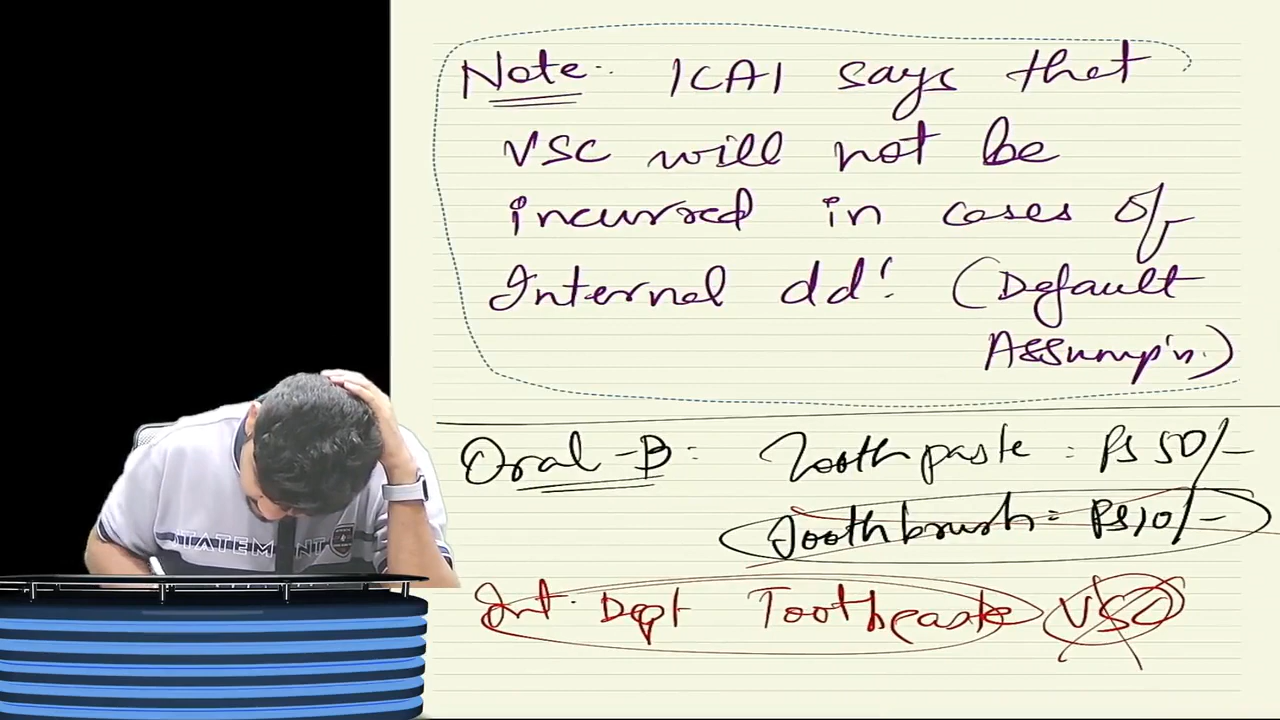 Note: ICAI says that
VSC will not be
incurred in cases of
Internal dd! (Default
Assump'n.)
Oral-B: Toothpaste: Rs 50/-
Toothbrush = Rs 10/-
Int. Dept Toothpaste VSC
STATEMENT